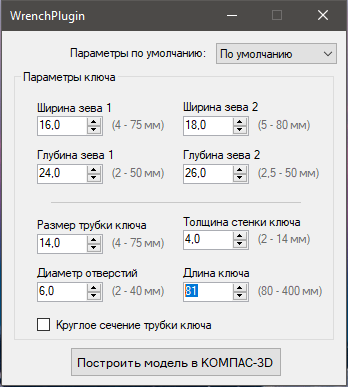 WrenchPlugin
Параметры по умолчанию: По умолчанию
Параметры ключа
Ширина зева 1 Ширина зева 2
16,0 (4 - 75 мм) 18,0 (5 - 80 мм)
Глубина зева 1 Глубина зева 2
24,0 (2 - 50 мм) 26,0 (2,5 - 50 мм)
Размер трубки ключа Толщина стенки ключа
14,0 (4 - 75 мм) 4,0 (2 - 14 мм)
Диаметр отверстий Длина ключа
6,0 (2 - 40 мм) 81 (80 - 400 мм)
Круглое сечение трубки ключа
Построить модель в КОМПАС-3D